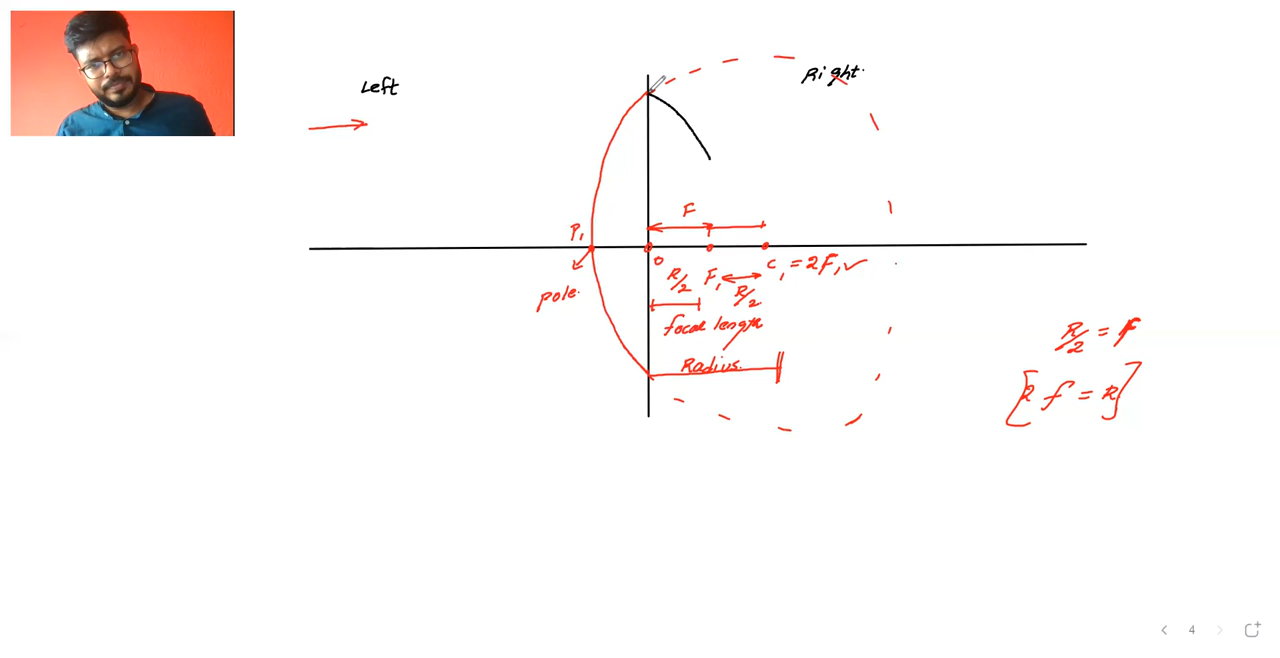 Left
Right.
F
P₁
O
C₁ = 2F₁ ✓
R/2
F₁
R/2
pole.
focal length
Radius.
R/2 = F
[2f = R]
4